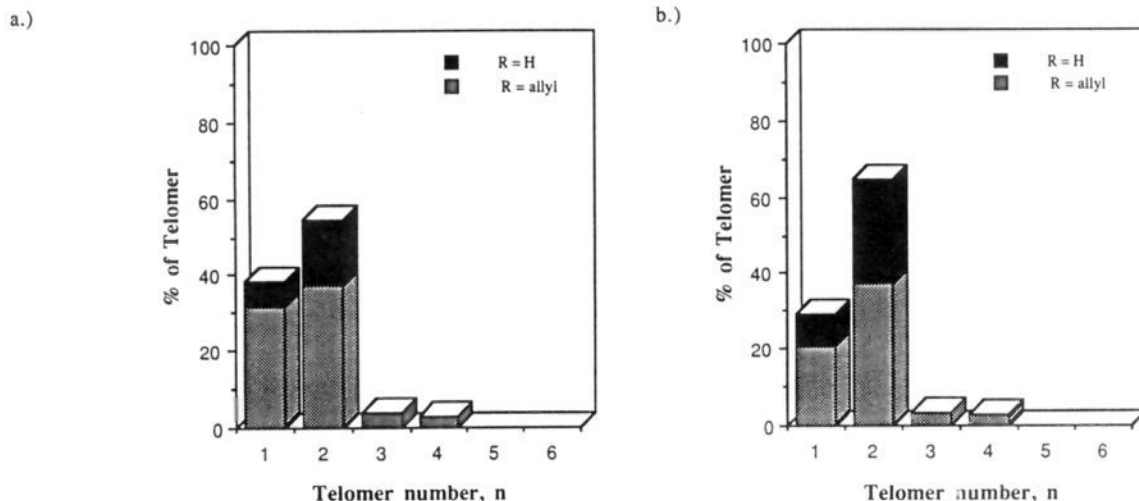 a.)
100
80
60
40
20
0
% of Telomer
R = H
R = allyl
1 2 3 4 5 6
Telomer number, n
b.)
100
80
60
40
20
0
% of Telomer
R = H
R = allyl
1 2 3 4 5 6
Telomer number, n